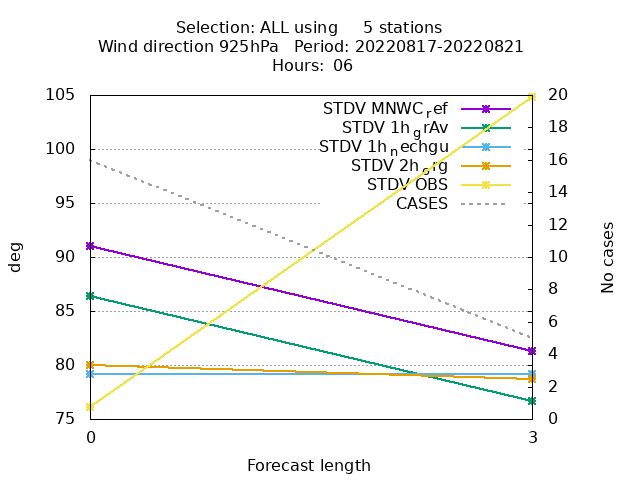 Selection: ALL using     5 stations
Wind direction 925hPa   Period: 20220817-20220821
Hours:  06
105
100
95
90
85
80
75
20
18
16
14
12
10
8
6
4
2
0
STDV MNWC_ref
STDV 1h_grAv
STDV 1h_nechgu
STDV 2h_org
STDV OBS
CASES
deg
No cases
0
3
Forecast length